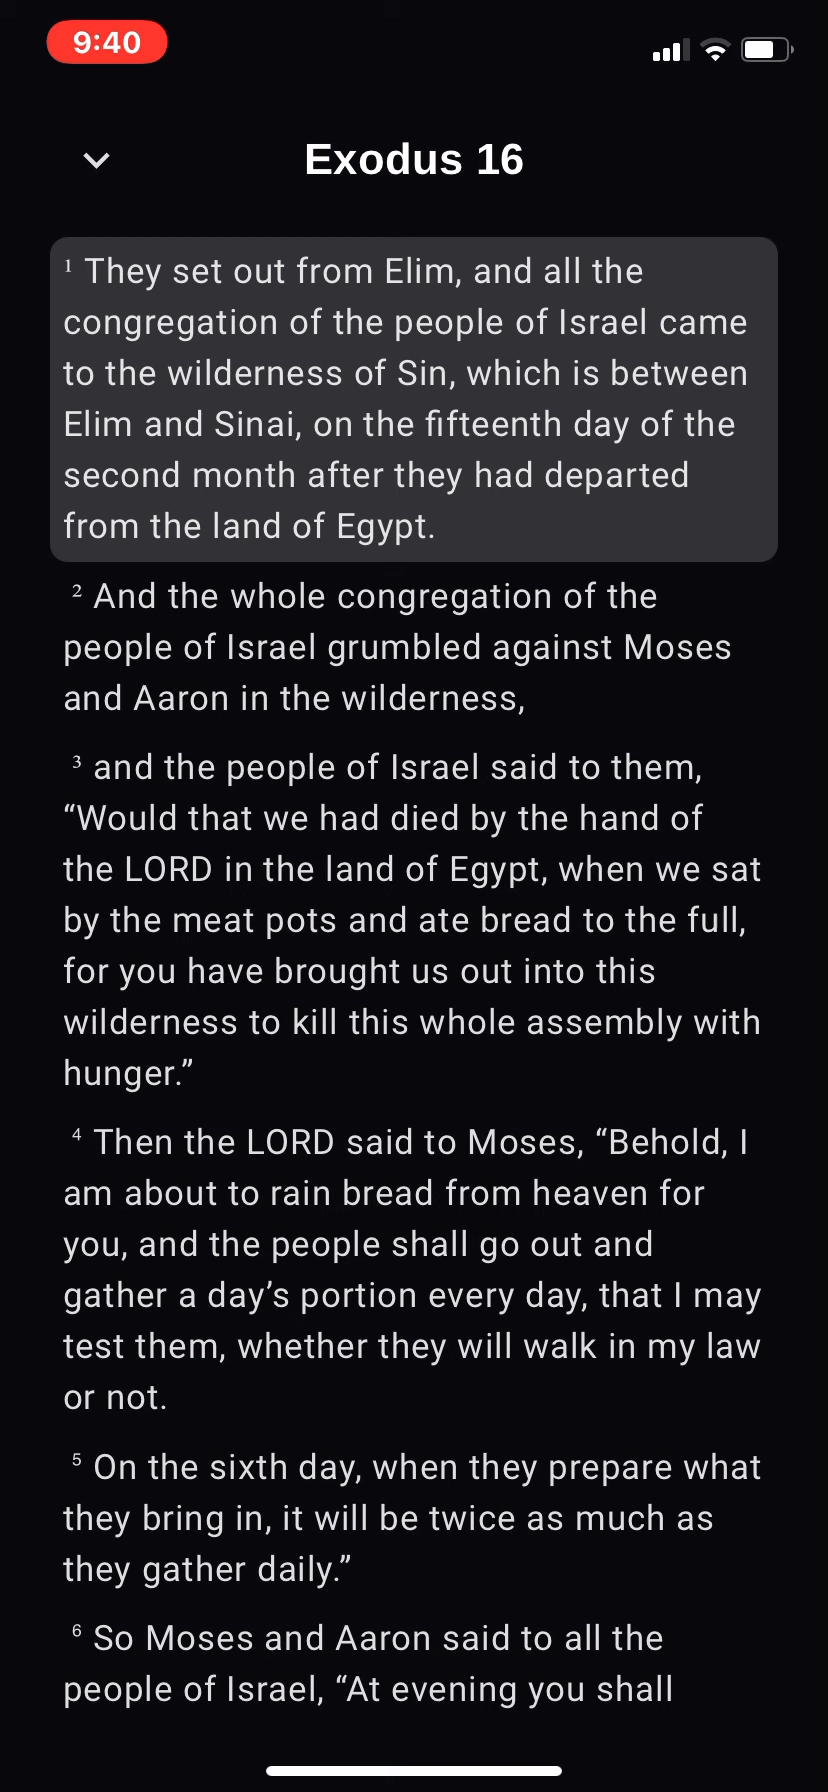 9:40
Exodus 16
¹ They set out from Elim, and all the
congregation of the people of Israel came
to the wilderness of Sin, which is between
Elim and Sinai, on the fifteenth day of the
second month after they had departed
from the land of Egypt.
² And the whole congregation of the
people of Israel grumbled against Moses
and Aaron in the wilderness,
³ and the people of Israel said to them,
“Would that we had died by the hand of
the LORD in the land of Egypt, when we sat
by the meat pots and ate bread to the full,
for you have brought us out into this
wilderness to kill this whole assembly with
hunger.”
⁴ Then the LORD said to Moses, “Behold, I
am about to rain bread from heaven for
you, and the people shall go out and
gather a day’s portion every day, that I may
test them, whether they will walk in my law
or not.
⁵ On the sixth day, when they prepare what
they bring in, it will be twice as much as
they gather daily.”
⁶ So Moses and Aaron said to all the
people of Israel, “At evening you shall